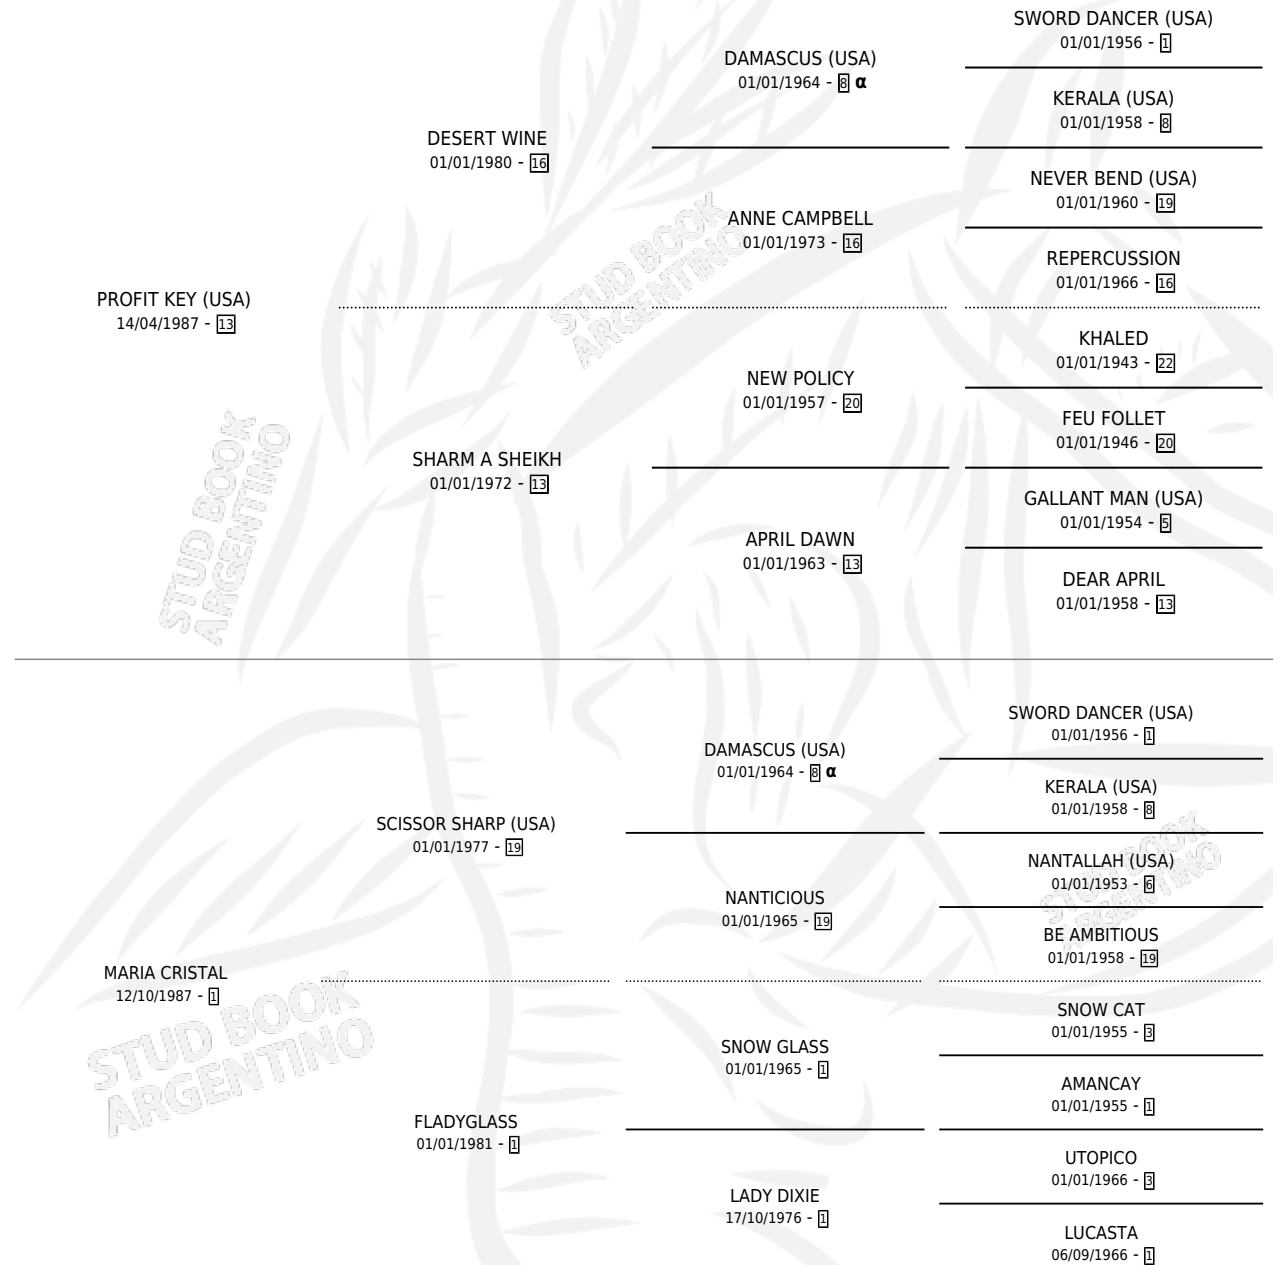 SWORD DANCER (USA)
01/01/1956 - 1
DAMASCUS (USA)
01/01/1964 - 8 α
KERALA (USA)
01/01/1958 - 8
DESERT WINE
01/01/1980 - 16
NEVER BEND (USA)
01/01/1960 - 19
ANNE CAMPBELL
01/01/1973 - 16
REPERCUSSION
01/01/1966 - 16
PROFIT KEY (USA)
14/04/1987 - 13
KHALED
01/01/1943 - 22
NEW POLICY
01/01/1957 - 20
FEU FOLLET
01/01/1946 - 20
SHARM A SHEIKH
01/01/1972 - 13
GALLANT MAN (USA)
01/01/1954 - 5
APRIL DAWN
01/01/1963 - 13
DEAR APRIL
01/01/1958 - 13
STUD BOOK
ARGENTINO
STUD BOOK
ARGENTINO
SWORD DANCER (USA)
01/01/1956 - 1
DAMASCUS (USA)
01/01/1964 - 8 α
KERALA (USA)
01/01/1958 - 8
SCISSOR SHARP (USA)
01/01/1977 - 19
NANTALLAH (USA)
01/01/1953 - 6
NANTICIOUS
01/01/1965 - 19
BE AMBITIOUS
01/01/1958 - 19
MARIA CRISTAL
12/10/1987 - 1
SNOW CAT
01/01/1955 - 3
SNOW GLASS
01/01/1965 - 1
AMANCAY
01/01/1955 - 1
FLADYGLASS
01/01/1981 - 1
UTOPICO
01/01/1966 - 3
LADY DIXIE
17/10/1976 - 1
LUCASTA
06/09/1966 - 1
STUD BOOK
ARGENTINO
STUD BOOK
ARGENTINO